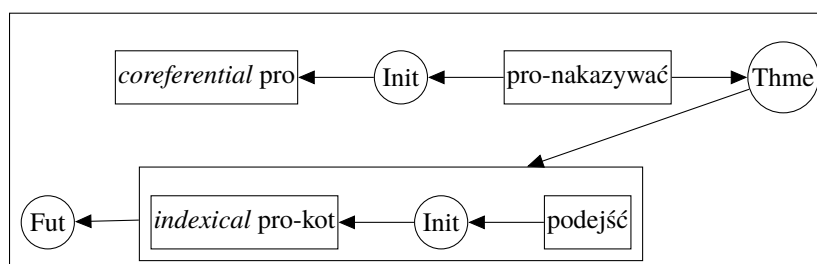 coreferential pro Init pro-nakazywać Thme
Fut indexical pro-kot Init podejść